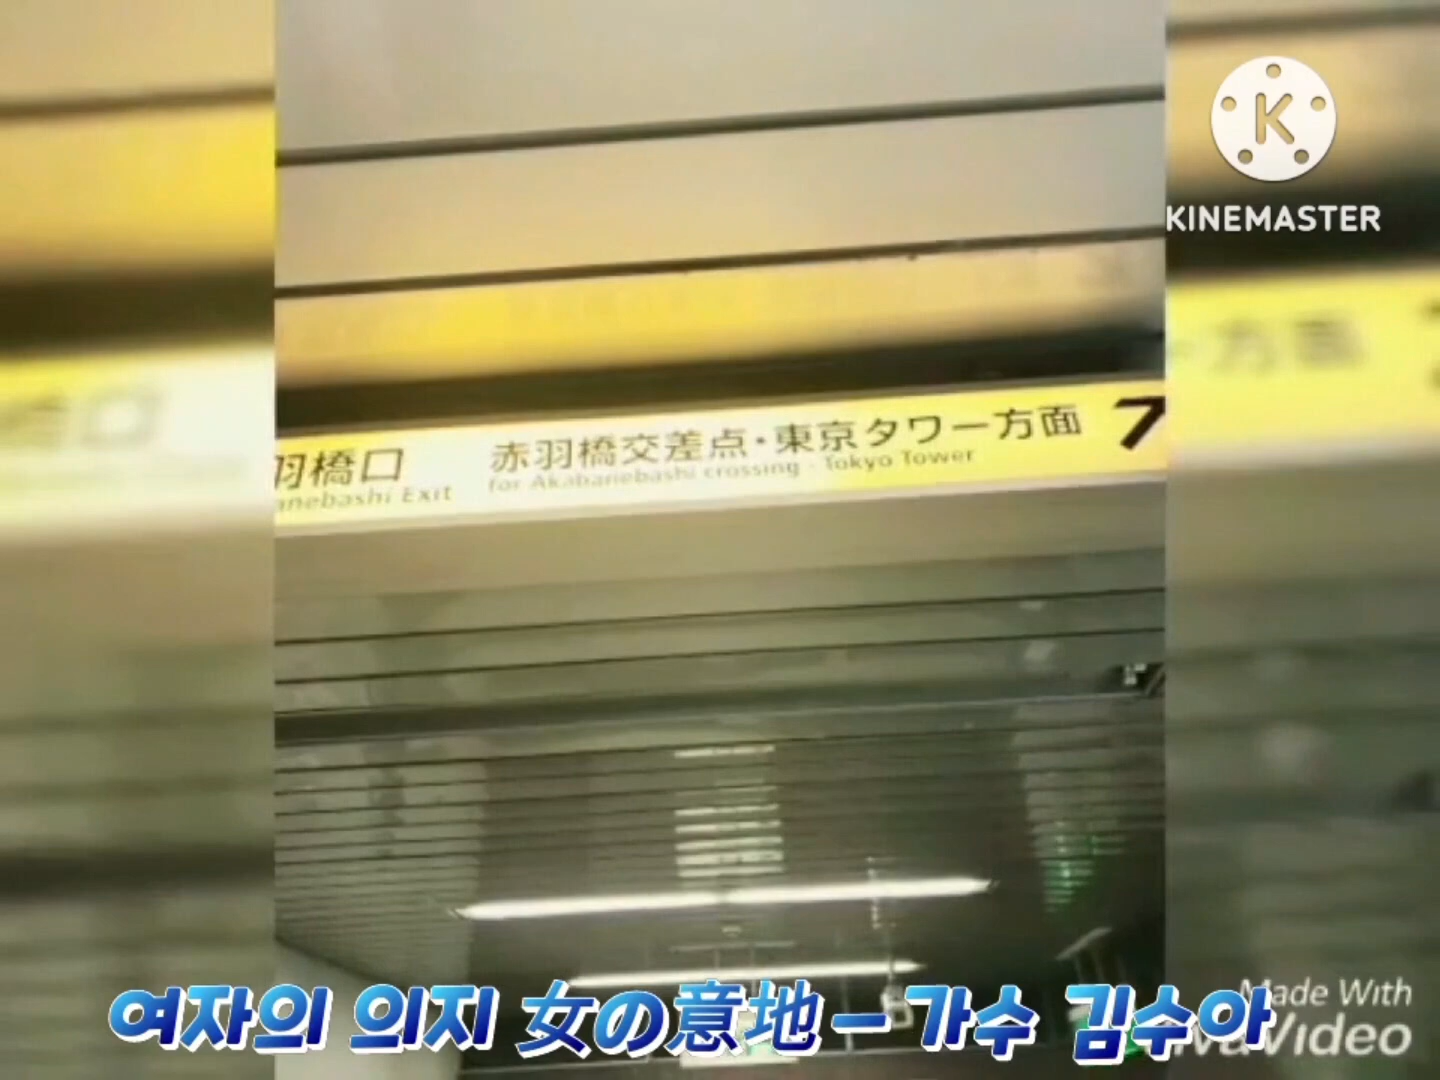 KINEMASTER
羽橋口
anebashi Exit
赤羽橋交差点・東京タワー方面
for Akabanebashi crossing · Tokyo Tower
7
여자의 의지 女の意地 – 가수 김수아
Made With
VivaVideo